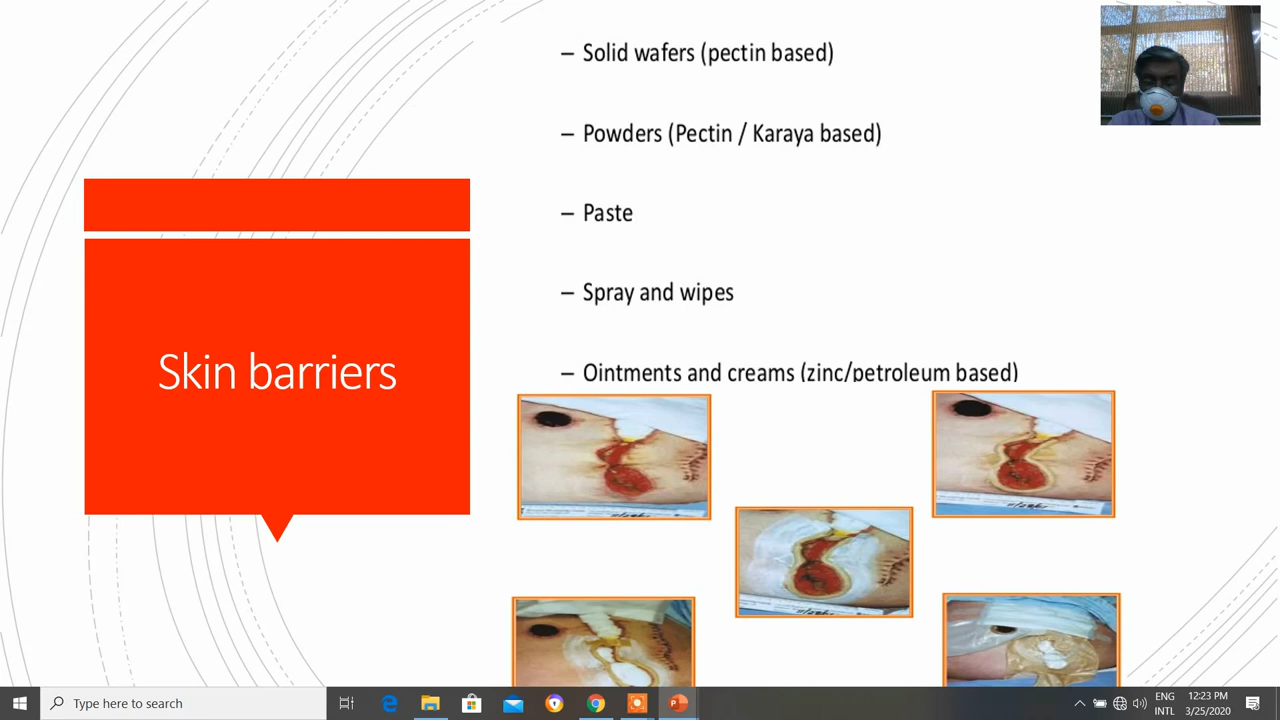 – Solid wafers (pectin based)
– Powders (Pectin / Karaya based)
– Paste
– Spray and wipes
– Ointments and creams (zinc/petroleum based)
Skin barriers
Type here to search
ENG
INTL
12:23 PM
3/25/2020